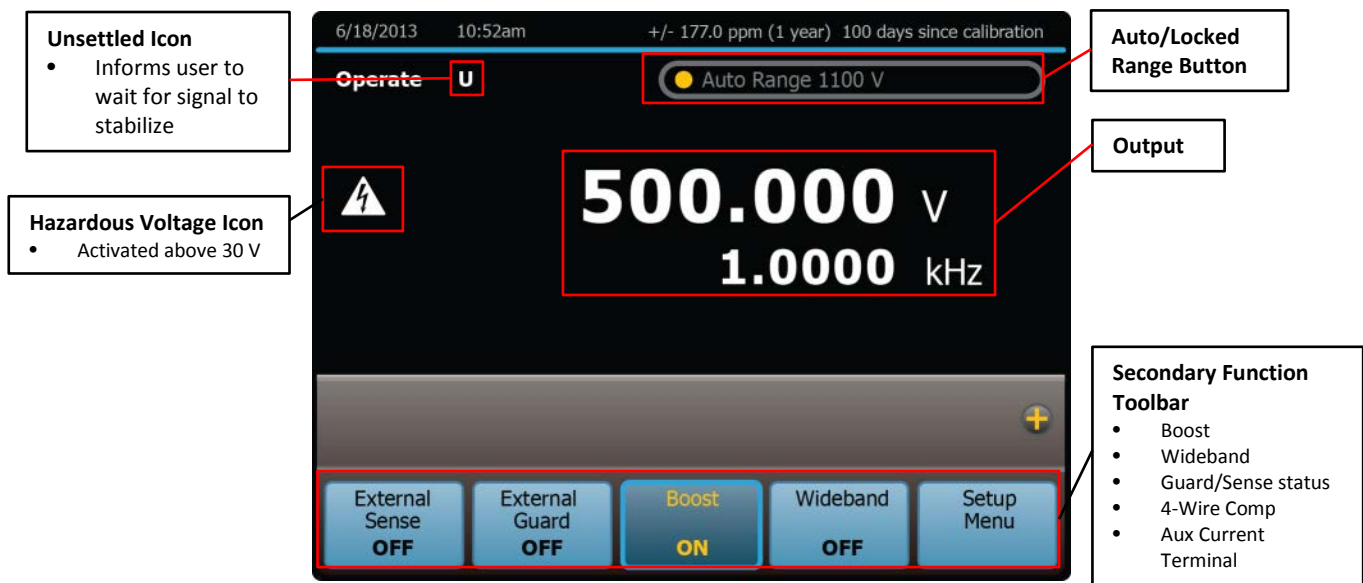 Unsettled Icon
• Informs user to
wait for signal to
stabilize
Hazardous Voltage Icon
• Activated above 30 V
6/18/2013 10:52am +/- 177.0 ppm (1 year) 100 days since calibration
Operate U Auto Range 1100 V
500.000 V
1.0000 kHz
External
Sense
OFF
External
Guard
OFF
Boost
ON
Wideband
OFF
Setup
Menu
Auto/Locked
Range Button
Output
Secondary Function
Toolbar
• Boost
• Wideband
• Guard/Sense status
• 4-Wire Comp
• Aux Current
Terminal